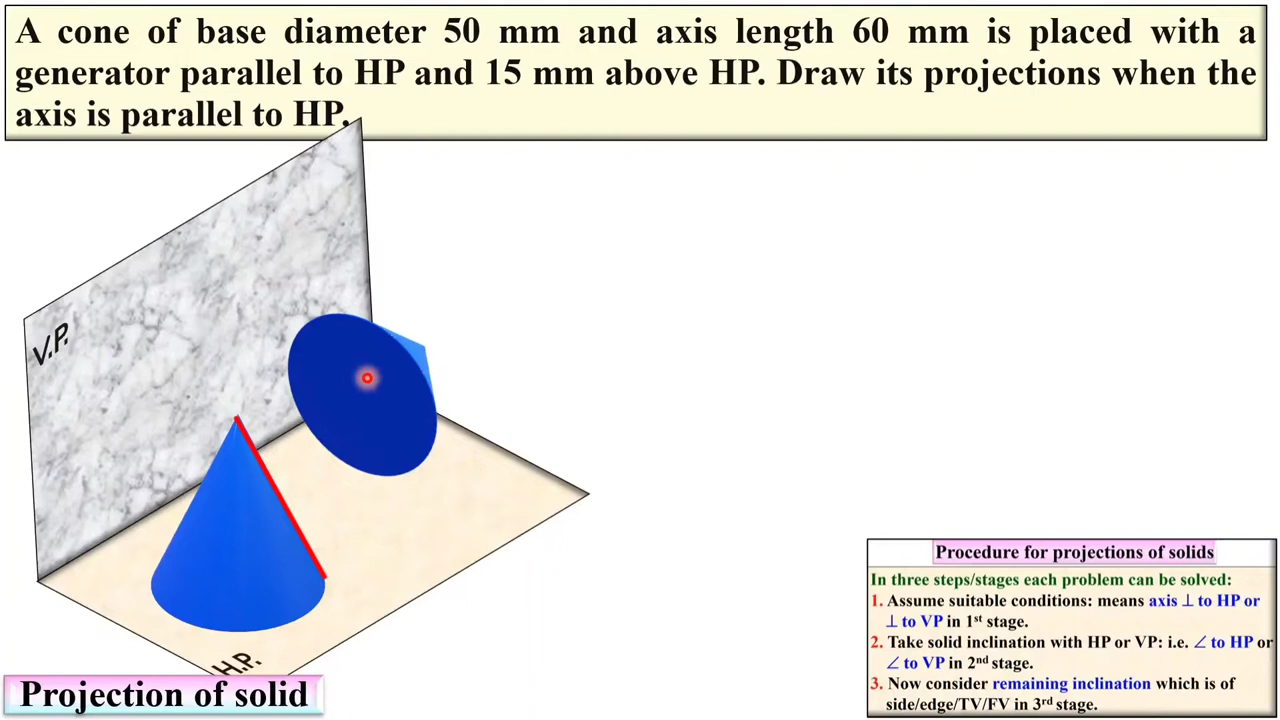 A cone of base diameter 50 mm and axis length 60 mm is placed with a
generator parallel to HP and 15 mm above HP. Draw its projections when the
axis is parallel to HP.
V.P.
H.P.
Projection of solid
Procedure for projections of solids
In three steps/stages each problem can be solved:
1. Assume suitable conditions: means axis ⊥ to HP or
⊥ to VP in 1st stage.
2. Take solid inclination with HP or VP: i.e. ∠ to HP or
∠ to VP in 2nd stage.
3. Now consider remaining inclination which is of
side/edge/TV/FV in 3rd stage.